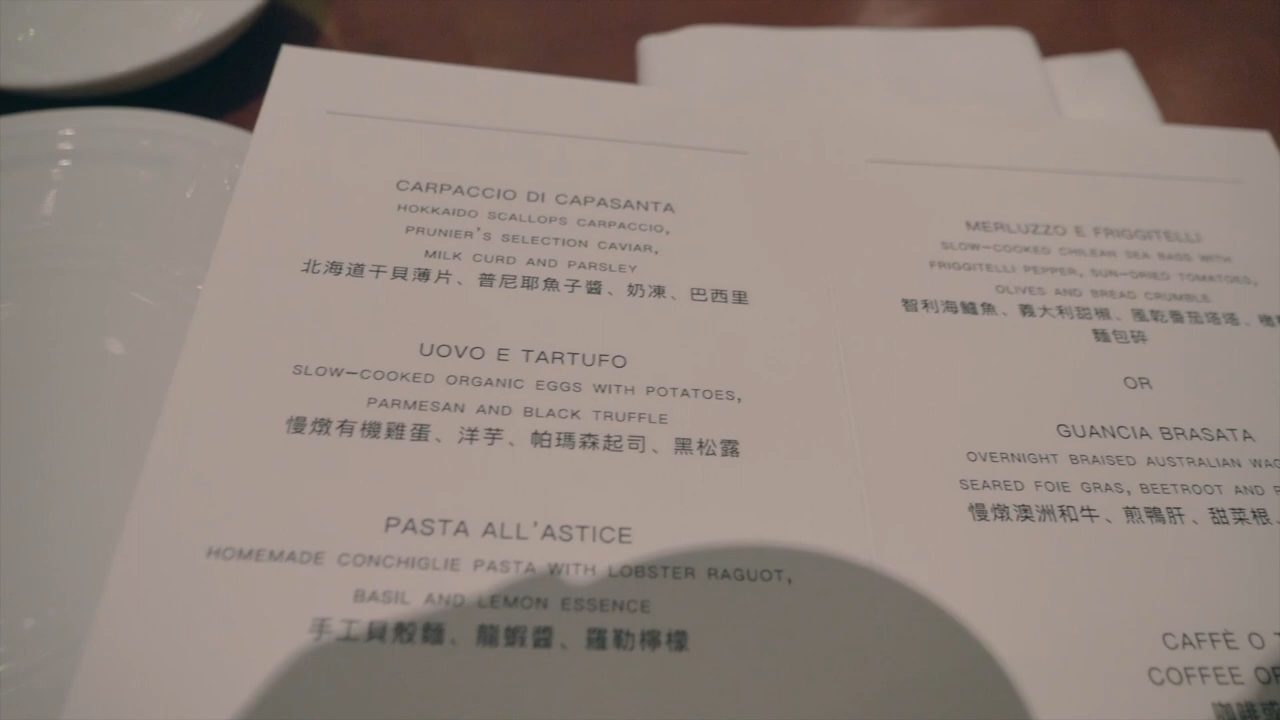 CARPACCIO DI CAPASANTA
HOKKAIDO SCALLOPS CARPACCIO,
PRUNIER'S SELECTION CAVIAR,
MILK CURD AND PARSLEY
北海道干貝薄片、普尼耶魚子醬、奶凍、巴西里
UOVO E TARTUFO
SLOW-COOKED ORGANIC EGGS WITH POTATOES,
PARMESAN AND BLACK TRUFFLE
慢燉有機雞蛋、洋芋、帕瑪森起司、黑松露
PASTA ALL'ASTICE
HOMEMADE CONCHIGLIE PASTA WITH LOBSTER RAGUOT,
BASIL AND LEMON ESSENCE
手工貝殼麵、龍蝦醬、羅勒檸檬
MERLUZZO E FRIGGITELLI
SLOW-COOKED CHILEAN SEA BASS WITH
FRIGGITELLI PEPPER, SUN-DRIED TOMATOES,
OLIVES AND BREAD CRUMBLE
智利海鱸魚、義大利甜椒、風乾番茄塔塔、
麵包碎
OR
GUANCIA BRASATA
OVERNIGHT BRAISED AUSTRALIAN
SEARED FOIE GRAS, BEETROOT AND
慢燉澳洲和牛、煎鴨肝、甜菜根、
CAFFÈ O
COFFEE
咖啡